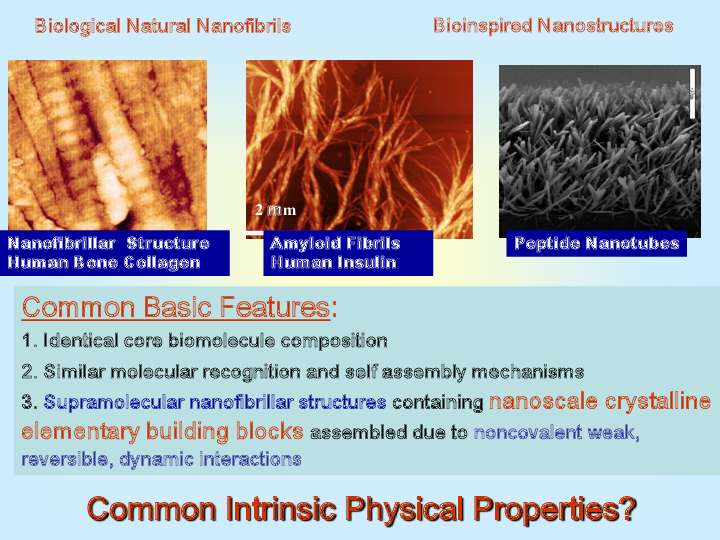 Biological Natural Nanofibrils
Bioinspired Nanostructures
2 mm
Nanofibrillar Structure
Human Bone Collagen
Amyloid Fibrils
Human Insulin
Peptide Nanotubes
Common Basic Features:
1. Identical core biomolecule composition
2. Similar molecular recognition and self assembly mechanisms
3. Supramolecular nanofibrillar structures containing nanoscale crystalline
elementary building blocks assembled due to noncovalent weak,
reversible, dynamic interactions
Common Intrinsic Physical Properties?